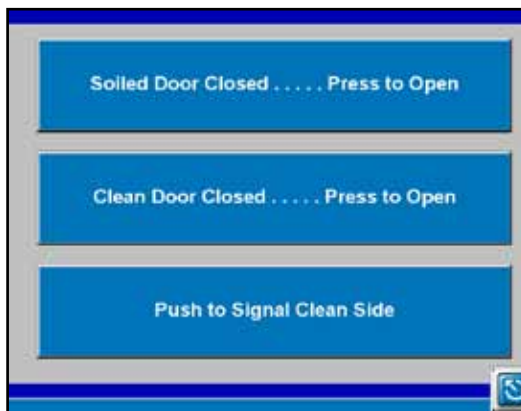 Soiled Door Closed . . . . . Press to Open
Clean Door Closed . . . . . Press to Open
Push to Signal Clean Side